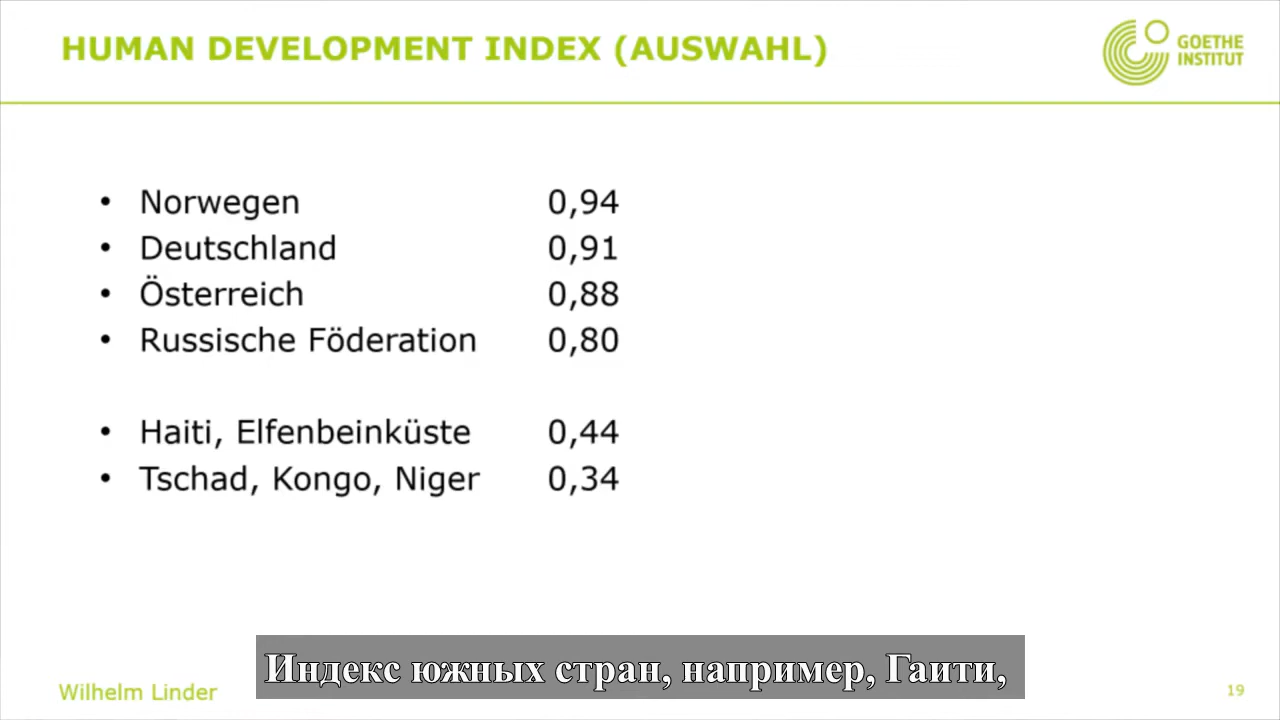 HUMAN DEVELOPMENT INDEX (AUSWAHL)
GOETHE
INSTITUT
• Norwegen 0,94
• Deutschland 0,91
• Österreich 0,88
• Russische Föderation 0,80
• Haiti, Elfenbeinküste 0,44
• Tschad, Kongo, Niger 0,34
Индекс южных стран, например, Гаити,
Wilhelm Linder
19